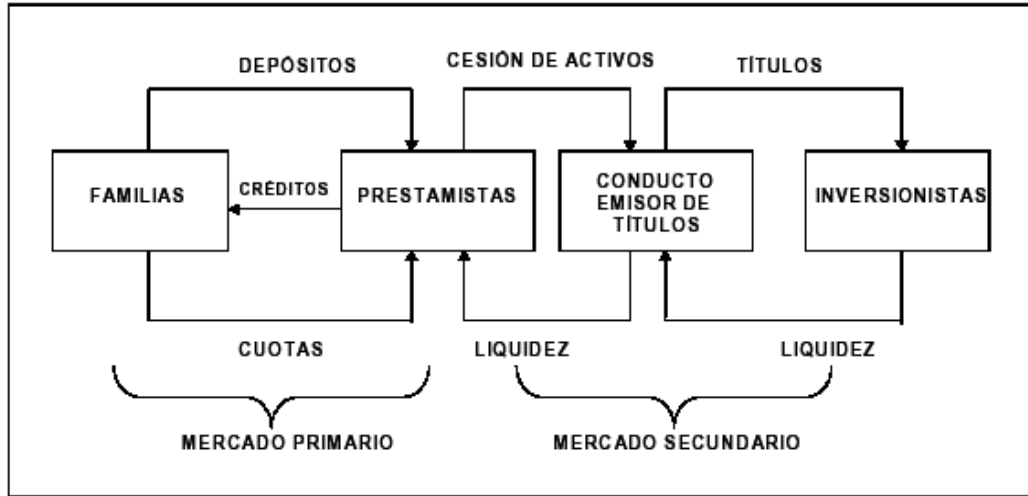 DEPÓSITOS
CESIÓN DE ACTIVOS
TÍTULOS
FAMILIAS
CRÉDITOS
PRESTAMISTAS
CONDUCTO
EMISOR DE
TÍTULOS
INVERSIONISTAS
CUOTAS
LIQUIDEZ
LIQUIDEZ
MERCADO PRIMARIO
MERCADO SECUNDARIO